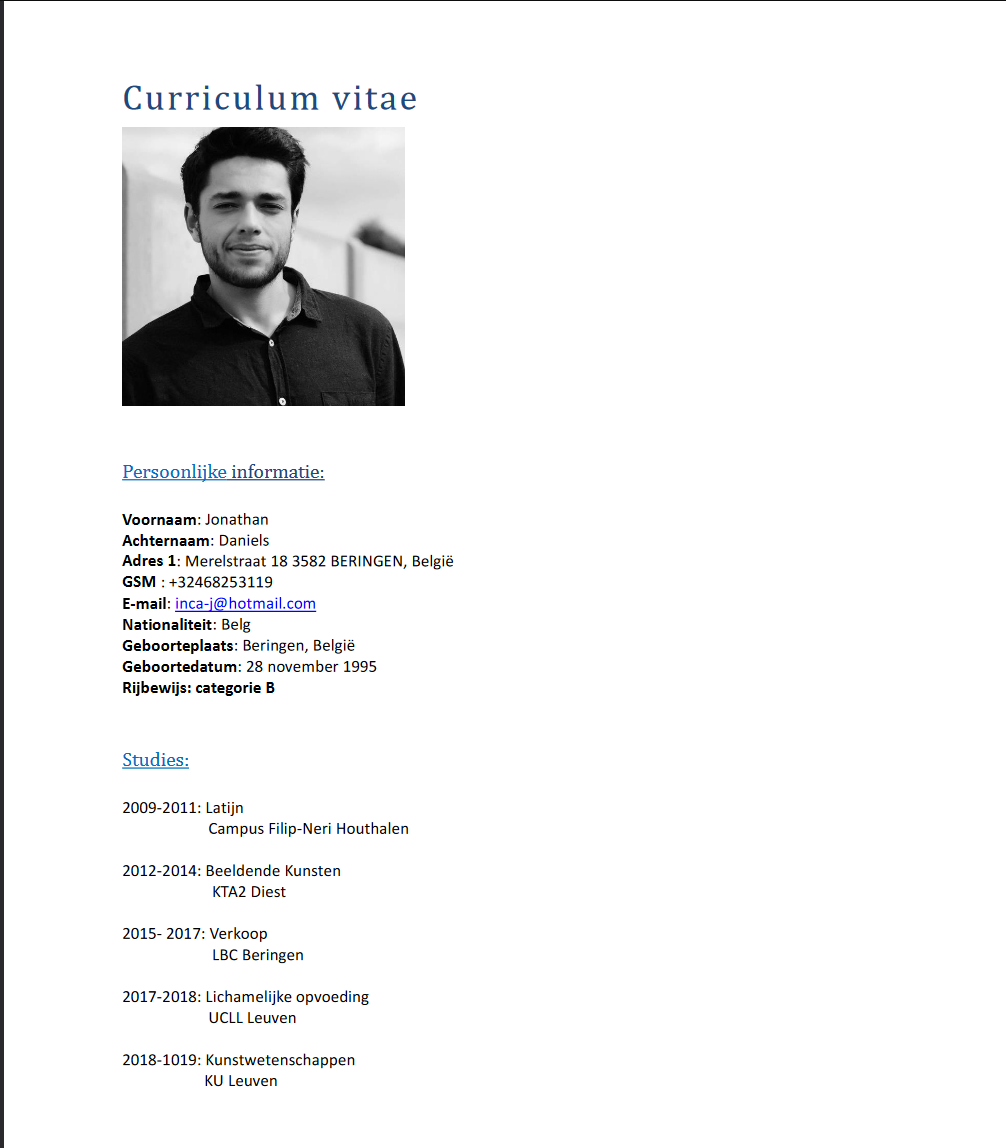 Curriculum vitae
Persoonlijke informatie:
Voornaam: Jonathan
Achternaam: Daniels
Adres 1: Merelstraat 18 3582 BERINGEN, België
GSM : +32468253119
E-mail: inca-j@hotmail.com
Nationaliteit: Belg
Geboorteplaats: Beringen, België
Geboortedatum: 28 november 1995
Rijbewijs: categorie B
Studies:
2009-2011: Latijn
Campus Filip-Neri Houthalen
2012-2014: Beeldende Kunsten
KTA2 Diest
2015- 2017: Verkoop
LBC Beringen
2017-2018: Lichamelijke opvoeding
UCLL Leuven
2018-1019: Kunstwetenschappen
KU Leuven